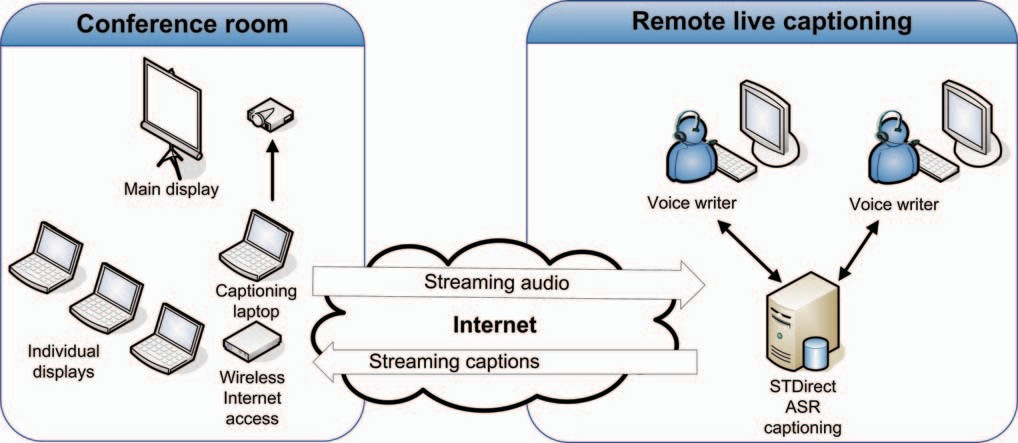 Conference room
Remote live captioning
Main display
Voice writer
Voice writer
Captioning
laptop
Streaming audio
Internet
Streaming captions
Individual
displays
Wireless
Internet
access
STDirect
ASR
captioning